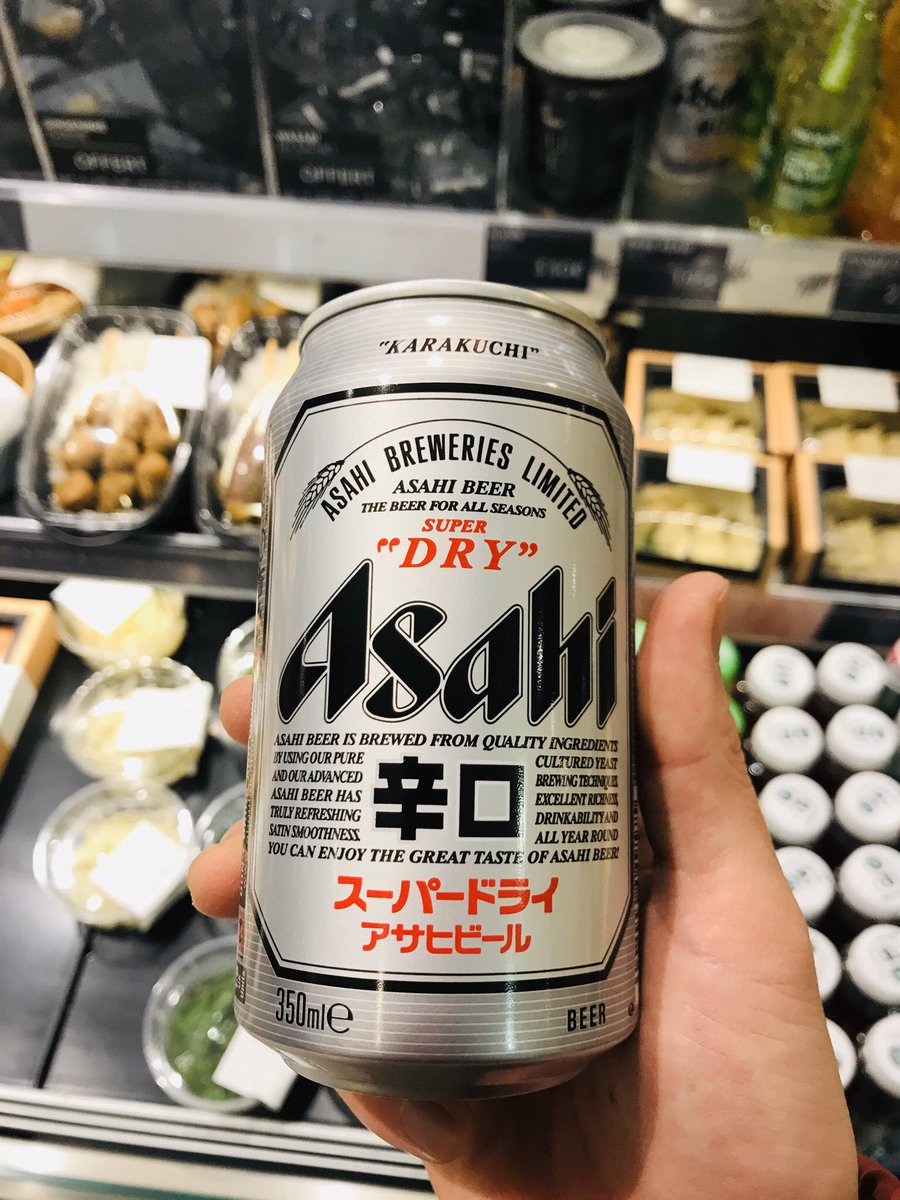 OFFERT
OFFERT
"KARAKUCHI"
ASAHI BREWERIES LIMITED
ASAHI BEER
THE BEER FOR ALL SEASONS
SUPER
"DRY"
Asahi
ASAHI BEER IS BREWED FROM QUALITY INGREDIENTS
BY USING OUR PURE CULTURED YEAST
AND OUR ADVANCED BREWING TECHNIQUES.
ASAHI BEER HAS EXCELLENT RICHNESS,
TRULY REFRESHING DRINKABILITY AND
SATIN SMOOTHNESS. ALL YEAR ROUND
辛口
YOU CAN ENJOY THE GREAT TASTE OF ASAHI BEER!
スーパードライ
アサヒビール
350ml℮
BEER